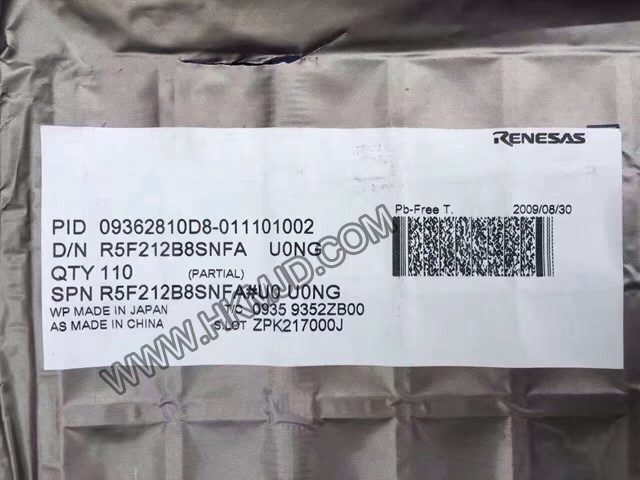 RENESAS
Pb-Free T. 2009/08/30
PID 09362810D8-011101002
D/N R5F212B8SNFA U0NG
QTY 110 (PARTIAL)
SPN R5F212B8SNFA#U0 U0NG
WP MADE IN JAPAN T/C 0935 9352ZB00
AS MADE IN CHINA S.LOT ZPK217000J
WWW.HKMJD.COM